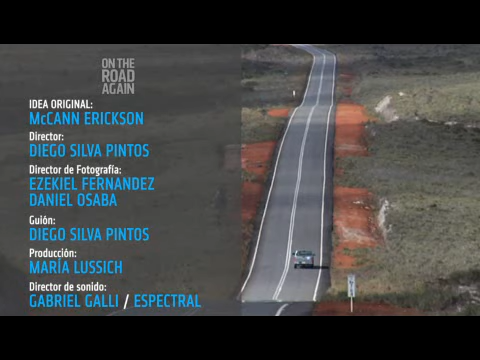 ON THE
ROAD
AGAIN
IDEA ORIGINAL:
McCANN ERICKSON
Director:
DIEGO SILVA PINTOS
Director de Fotografía:
EZEKIEL FERNANDEZ
DANIEL OSABA
Guión:
DIEGO SILVA PINTOS
Producción:
MARÍA LUSSICH
Director de sonido:
GABRIEL GALLI / ESPECTRAL